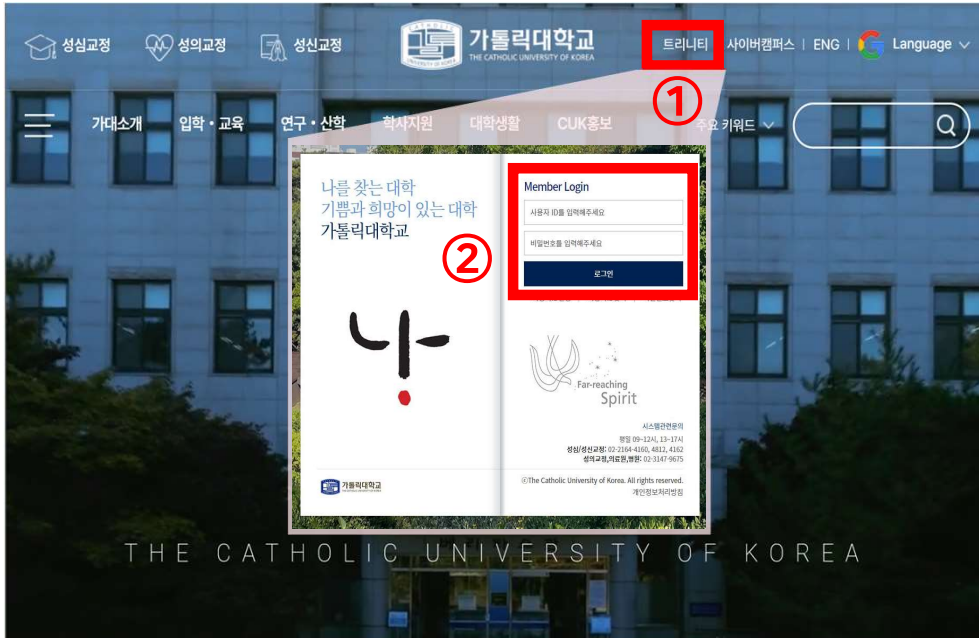 성심교정
성의교정
성신교정
가톨릭대학교
THE CATHOLIC UNIVERSITY OF KOREA
트리니티
사이버캠퍼스 | ENG | Language
①
가대소개
입학·교육
연구·산학
학사지원
대학생활
CUK홍보
주요 키워드
나를 찾는 대학
기쁨과 희망이 있는 대학
가톨릭대학교
②
Member Login
사용자 ID를 입력해주세요
비밀번호를 입력해주세요
로그인
나
Far-reaching
Spirit
시스템관련문의
평일 09~12시, 13~17시
성심/성신교정: 02-2164-4160, 4812, 4162
성의교정,의료원,병원: 02-3147-9675
가톨릭대학교
ⓒThe Catholic University of Korea. All rights reserved.
개인정보처리방침
THE CATHOLIC UNIVERSITY OF KOREA